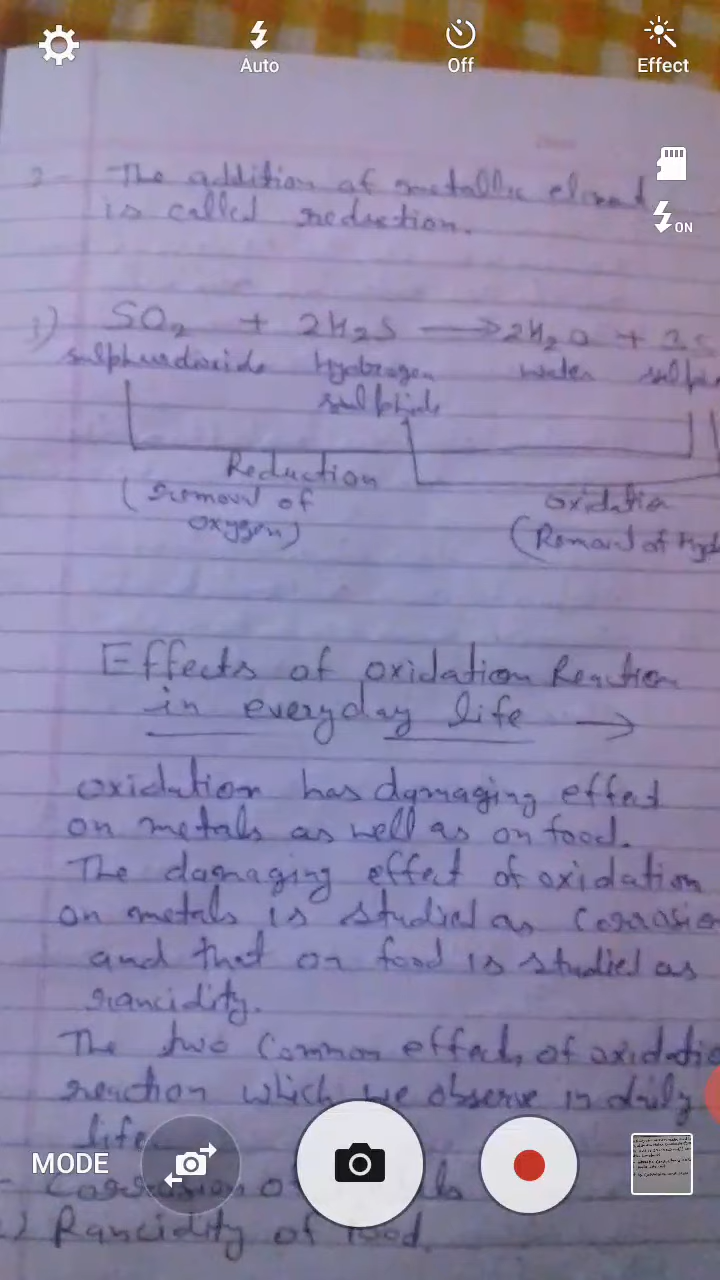 Auto
Off
Effect
ON
2- The addition of metallic
is called reduction.
i) SO2 + 2H2S → 2H2O + 3S
sulphurdioxide Hydrogen water
sulphide
Reduction
(removal of
oxygen)
oxidation
(Removal of
Effects of oxidation Reaction
in everyday life →
oxidation has damaging effect
on metals as well as on food.
The damaging effect of oxidation
on metals is studied as
and that on food is studied as
rancidity.
The two common effects of
reaction which we observe in daily
life
MODE
Corrosion of
) Rancidity of food.